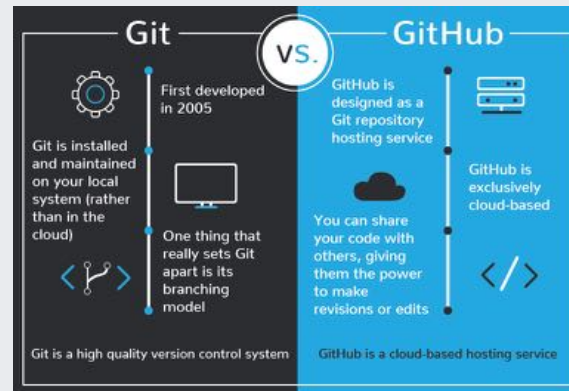 Git
VS.
GitHub
First developed
in 2005
Git is installed
and maintained
on your local
system (rather
than in the
cloud)
One thing that
really sets Git
apart is its
branching
model
Git is a high quality version control system
GitHub is
designed as a
Git repository
hosting service
GitHub is
exclusively
cloud-based
You can share
your code with
others, giving
them the power
to make
revisions or edits
GitHub is a cloud-based hosting service